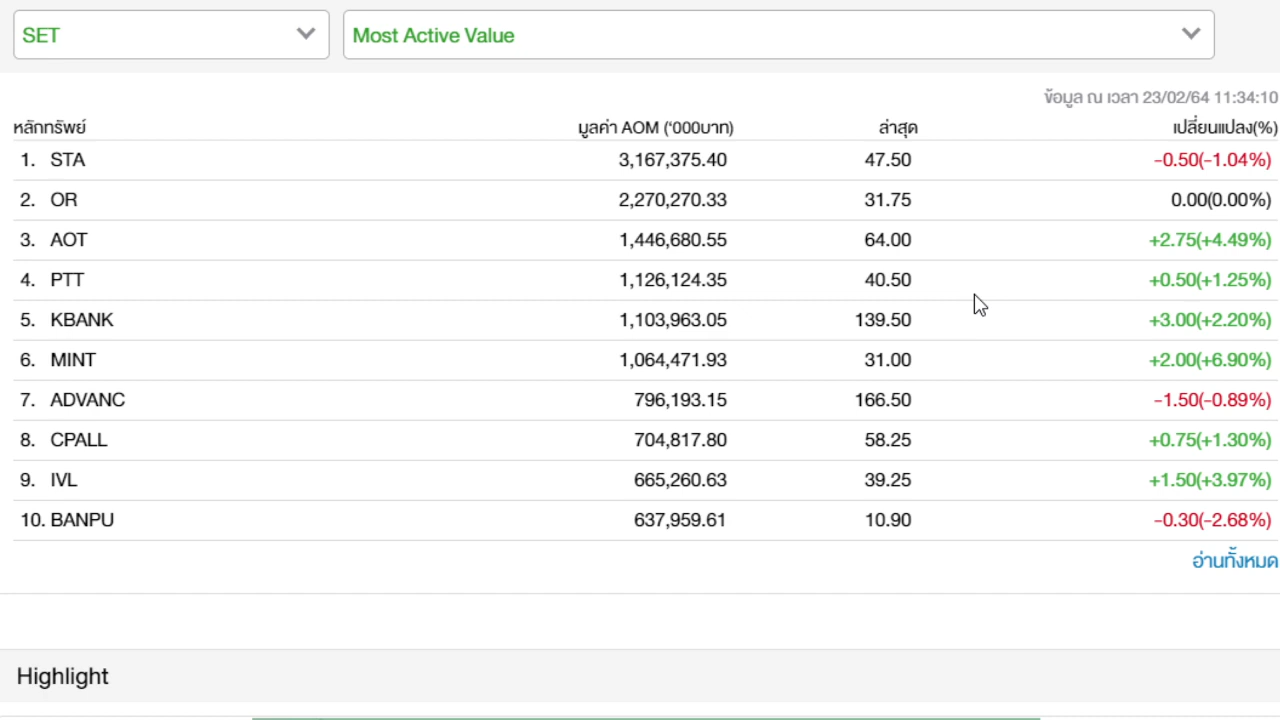 SET Most Active Value
ข้อมูล ณ เวลา 23/02/64 11:34:10
หลักทรัพย์ มูลค่า AOM ('000บาท) ล่าสุด เปลี่ยนแปลง(%)
1. STA 3,167,375.40 47.50 -0.50(-1.04%)
2. OR 2,270,270.33 31.75 0.00(0.00%)
3. AOT 1,446,680.55 64.00 +2.75(+4.49%)
4. PTT 1,126,124.35 40.50 +0.50(+1.25%)
5. KBANK 1,103,963.05 139.50 +3.00(+2.20%)
6. MINT 1,064,471.93 31.00 +2.00(+6.90%)
7. ADVANC 796,193.15 166.50 -1.50(-0.89%)
8. CPALL 704,817.80 58.25 +0.75(+1.30%)
9. IVL 665,260.63 39.25 +1.50(+3.97%)
10. BANPU 637,959.61 10.90 -0.30(-2.68%)
อ่านทั้งหมด
Highlight